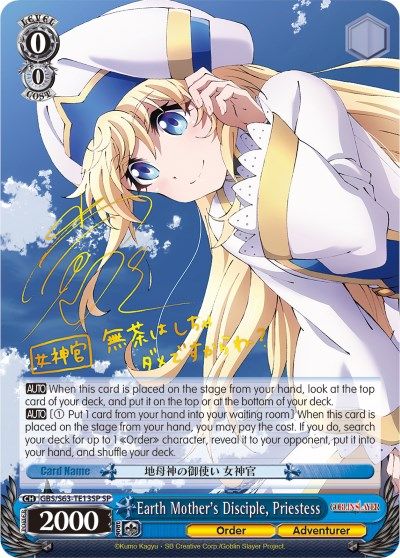 LEVEL
0
0
COST
女神官
無茶はしちゃ
ダメですからね?
AUTO When this card is placed on the stage from your hand, look at the top
card of your deck, and put it on the top or at the bottom of your deck.
AUTO [① Put 1 card from your hand into your waiting room] When this card is
placed on the stage from your hand, you may pay the cost. If you do, search
your deck for up to 1 «Order» character, reveal it to your opponent, put it into
your hand, and shuffle your deck.
Card Name
地母神の御使い 女神官
CH GBS/S63-TE13SP SP
Earth Mother's Disciple, Priestess
GOBLIN SLAYER
POWER
2000
Order
Adventurer
©Kumo Kagyu・SB Creative Corp./Goblin Slayer Project